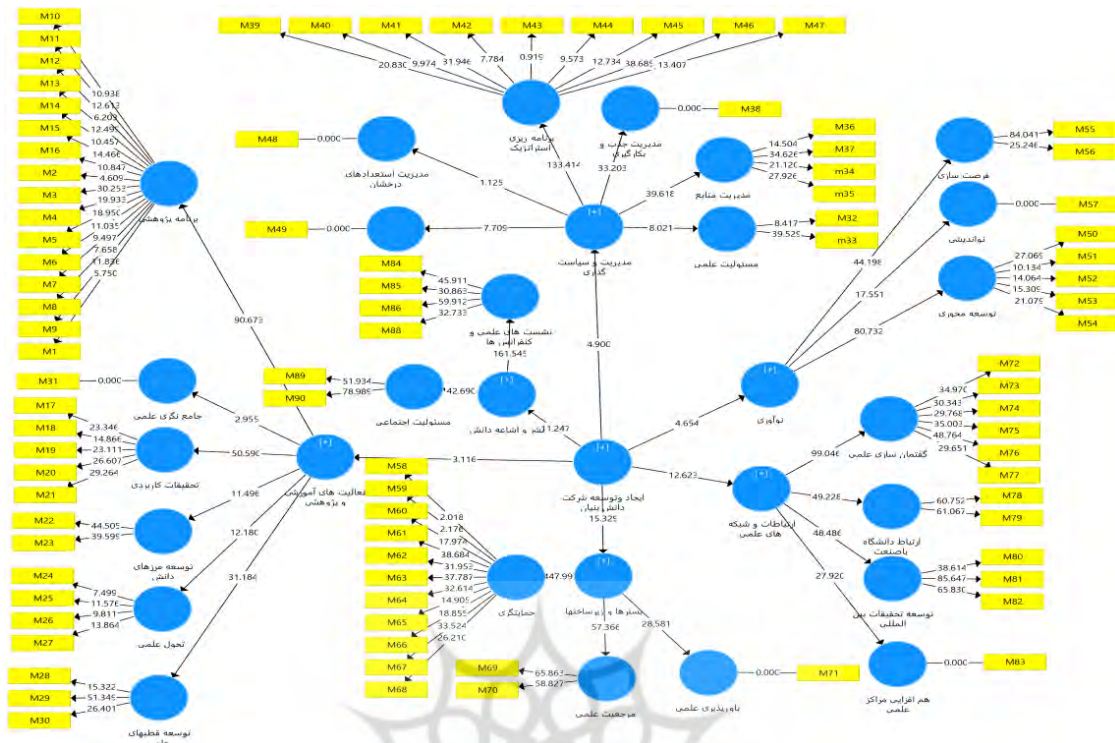 M10
M11
M12
M13
M14
M15
M16
M2
M3
M4
M5
M6
M7
M8
M9
M1
10.938
12.613
6.209
12.499
10.457
14.466
10.847
4.609
30.253
19.933
18.950
11.035
9.497
7.658
11.836
5.750
برنامه پژوهشی
90.673
M39
M40
M41
M42
M43
M44
M45
M46
M47
20.830
9.974
31.946
7.784
0.919
9.573
12.734
38.685
13.407
برنامه ریزی
استراتژیک
133.414
M48
0.000
مدیریت استعدادهای
درخشان
1.125
مدیریت جذب و
بکارگیری
0.000
M38
33.203
مدیریت منابع
39.618
14.504
34.626
21.120
27.926
M36
M37
m34
m35
M49
0.000
7.709
[+]
مدیریت و سیاست
گذاری
8.021
مسئولیت علمی
8.417
39.529
M32
m33
4.900
M84
M85
M86
M88
45.911
30.863
59.912
32.733
نشست های علمی و
کنفرانس ها
161.545
M89
M90
51.934
78.989
مسئولیت اجتماعی
42.690
نشر و اشاعه دانش
11.247
فرصت سازی
84.041
25.246
M55
M56
44.198
نواندیشی
0.000
M57
17.551
توسعه محوری
27.069
10.134
14.064
15.309
21.079
M50
M51
M52
M53
M54
80.732
[+]
نوآوری
4.654
[+]
ایجاد وتوسعه شرکت
دانش بنیان
3.116
12.623
15.329
M31
0.000
جامع نگری علمی
2.955
M17
M18
M19
M20
M21
23.346
14.866
23.111
26.607
29.264
تحقیقات کاربردی
50.590
[+]
فعالیت های آموزشی
و پژوهشی
M22
M23
44.505
39.599
توسعه مرزهای
دانش
11.496
M24
M25
M26
M27
7.499
11.576
9.811
13.864
تحول علمی
12.180
M28
M29
M30
15.322
51.349
26.401
توسعه قطبهای
31.184
M58
M59
M60
M61
M62
M63
M64
M65
M66
M67
M68
2.018
2.176
17.974
38.684
31.953
37.787
32.614
14.905
18.855
33.524
26.210
حمایتگری
447.991
بسترها و زیرساختها
57.366
28.581
M69
M70
65.863
58.827
مرجعیت علمی
باورپذیری علمی
0.000
M71
[+]
ارتباطات و شبکه
های علمی
99.046
گفتمان سازی علمی
34.970
30.343
29.768
35.003
48.764
29.651
M72
M73
M74
M75
M76
M77
49.228
ارتباط دانشگاه
باصنعت
60.752
61.067
M78
M79
48.486
توسعه تحقیقات بین
المللی
38.614
85.647
65.830
M80
M81
M82
27.920
هم افزایی مراکز
علمی
0.000
M83